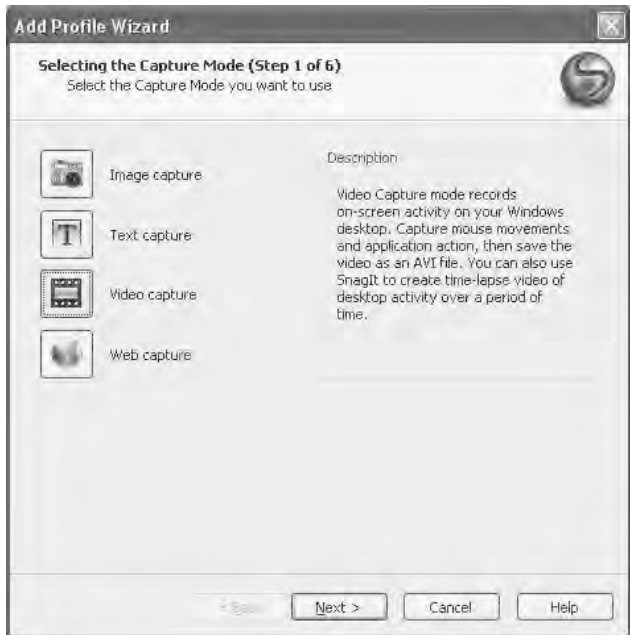 Add Profile Wizard
Selecting the Capture Mode (Step 1 of 6)
Select the Capture Mode you want to use
Image capture
Text capture
Video capture
Web capture
Description
Video Capture mode records
on-screen activity on your Windows
desktop. Capture mouse movements
and application action, then save the
video as an AVI file. You can also use
SnagIt to create time-lapse video of
desktop activity over a period of
time.
Next >
Cancel
Help